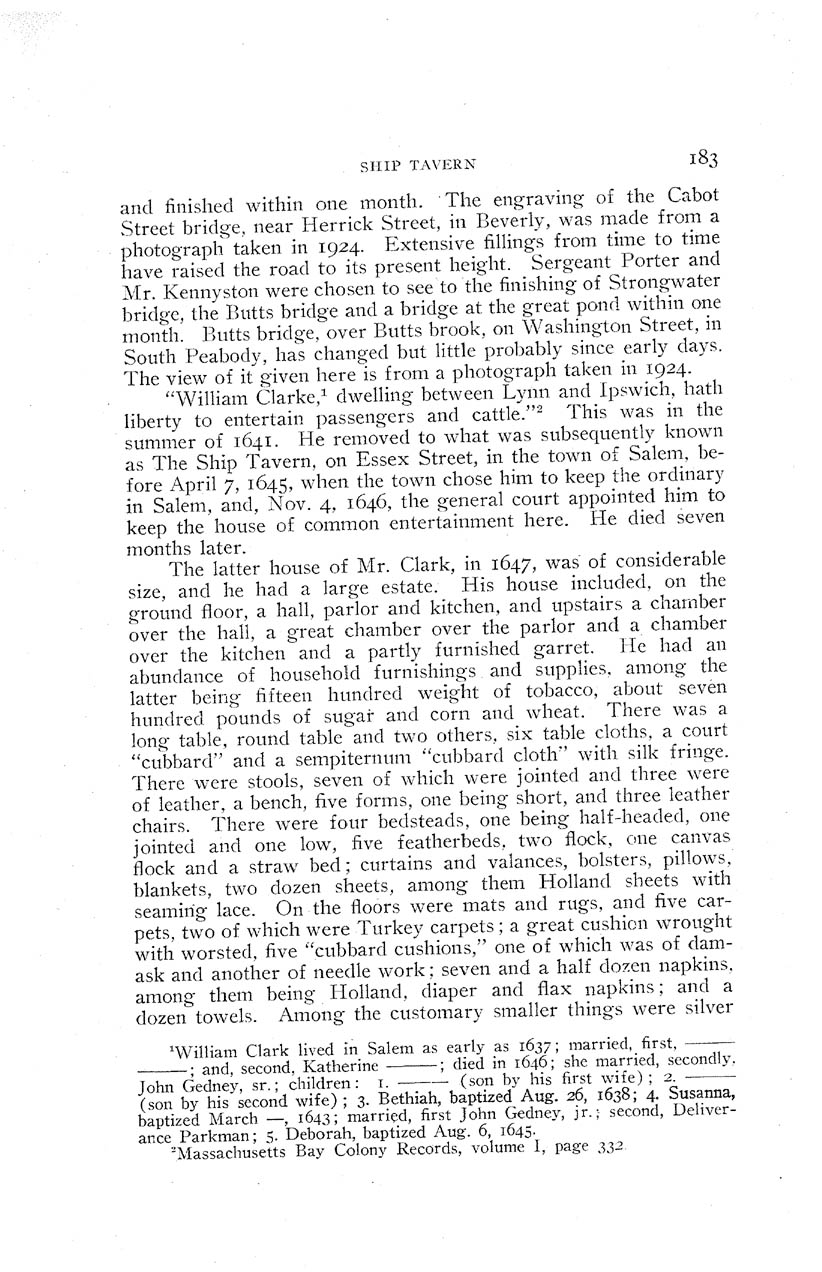 SHIP TAVERN 183
and finished within one month. The engraving of the Cabot
Street bridge, near Herrick Street, in Beverly, was made from a
photograph taken in 1924. Extensive fillings from time to time
have raised the road to its present height. Sergeant Porter and
Mr. Kennyston were chosen to see to the finishing of Strongwater
bridge, the Butts bridge and a bridge at the great pond within one
month. Butts bridge, over Butts brook, on Washington Street, in
South Peabody, has changed but little probably since early days.
The view of it given here is from a photograph taken in 1924.
"William Clarke,¹ dwelling between Lynn and Ipswich, hath
liberty to entertain passengers and cattle."² This was in the
summer of 1641. He removed to what was subsequently known
as The Ship Tavern, on Essex Street, in the town of Salem, be-
fore April 7, 1645, when the town chose him to keep the ordinary
in Salem, and, Nov. 4, 1646, the general court appointed him to
keep the house of common entertainment here. He died seven
months later.
The latter house of Mr. Clark, in 1647, was of considerable
size, and he had a large estate. His house included, on the
ground floor, a hall, parlor and kitchen, and upstairs a chamber
over the hall, a great chamber over the parlor and a chamber
over the kitchen and a partly furnished garret. He had an
abundance of household furnishings and supplies, among the
latter being fifteen hundred weight of tobacco, about seven
hundred pounds of sugar and corn and wheat. There was a
long table, round table and two others, six table cloths, a court
"cubbard" and a sempiternum "cubbard cloth" with silk fringe.
There were stools, seven of which were jointed and three were
of leather, a bench, five forms, one being short, and three leather
chairs. There were four bedsteads, one being half-headed, one
jointed and one low, five featherbeds, two flock, one canvas
flock and a straw bed; curtains and valances, bolsters, pillows,
blankets, two dozen sheets, among them Holland sheets with
seaming lace. On the floors were mats and rugs, and five car-
pets, two of which were Turkey carpets; a great cushion wrought
with worsted, five "cubbard cushions," one of which was of dam-
ask and another of needle work; seven and a half dozen napkins,
among them being Holland, diaper and flax napkins; and a
dozen towels. Among the customary smaller things were silver
¹William Clark lived in Salem as early as 1637; married, first, ———
———; and, second, Katherine ———; died in 1646; she married, secondly,
John Gedney, sr.; children: 1. ——— (son by his first wife); 2. ———
(son by his second wife); 3. Bethiah, baptized Aug. 26, 1638; 4. Susanna,
baptized March —, 1643; married, first John Gedney, jr.; second, Deliver-
ance Parkman; 5. Deborah, baptized Aug. 6, 1645.
²Massachusetts Bay Colony Records, volume I, page 332.